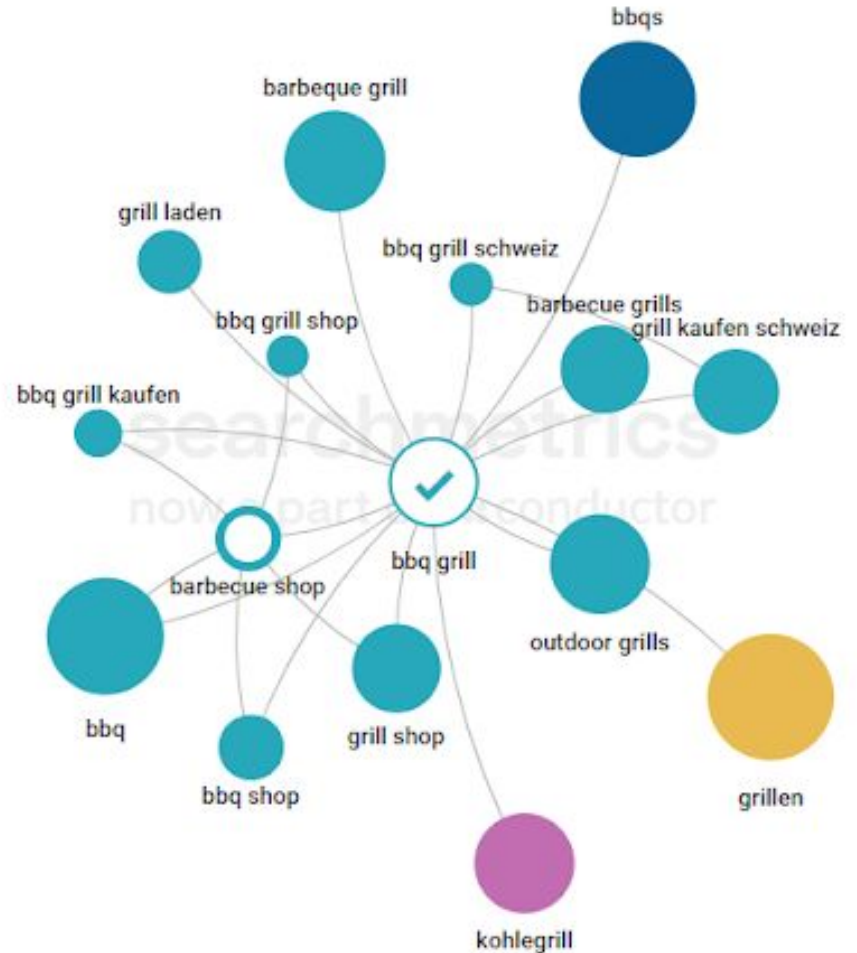 bbqs
barbeque grill
grill laden
bbq grill schweiz
barbecue grills
bbq grill shop
grill kaufen schweiz
bbq grill kaufen
searchmetrics
now a part of conductor
bbq grill
barbecue shop
outdoor grills
bbq
grill shop
bbq shop
grillen
kohlegrill